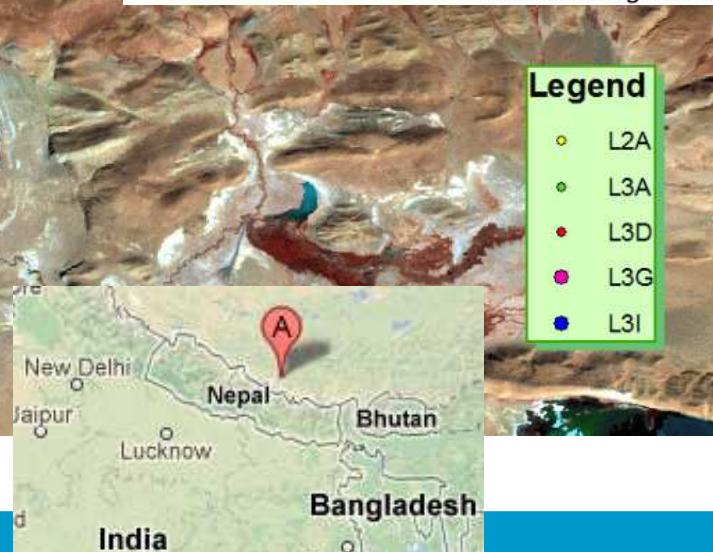 Legend
L2A
L3A
L3D
L3G
L3I
A
New Delhi
Nepal
Jaipur
Bhutan
Lucknow
Bangladesh
India